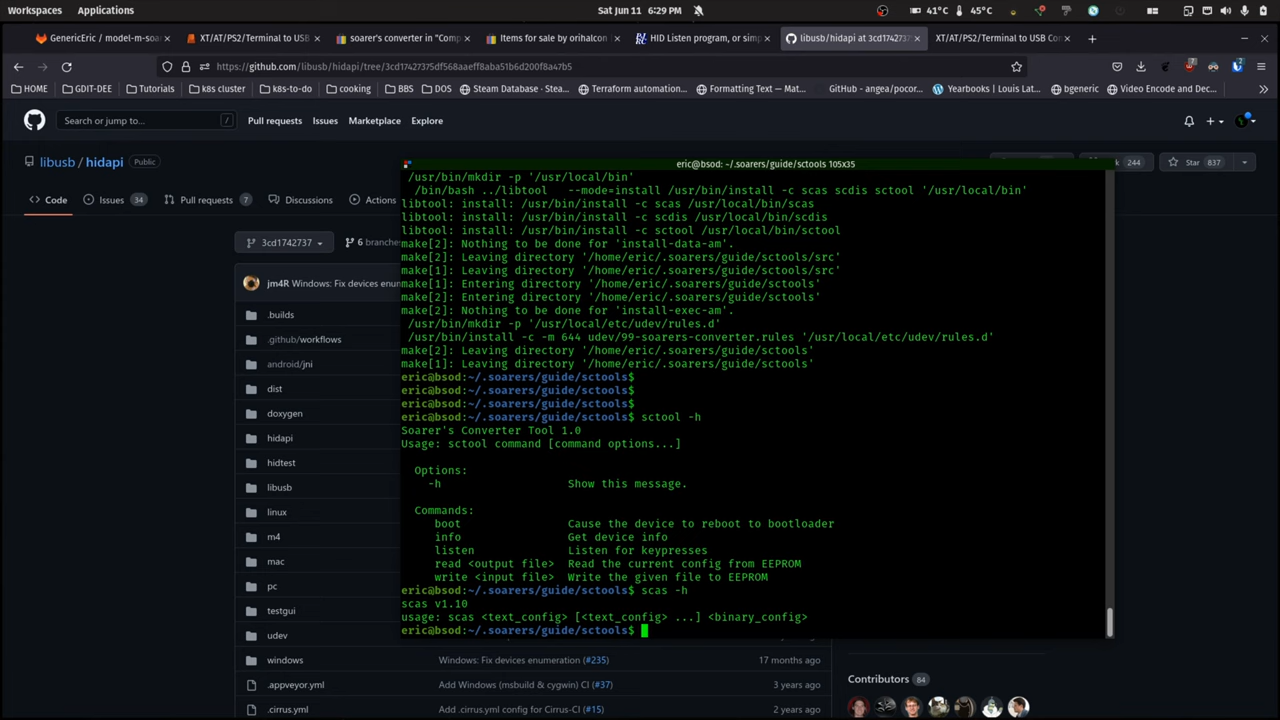 Workspaces Applications Sat Jun 11 6:29 PM 41°C 45°C
GenericEric / model-m-soa XT/AT/PS2/Terminal to USB soarer's converter in "Comp Items for sale by orihalcon HID Listen program, or simp libusb/hidapi at 3cd1742737 XT/AT/PS2/Terminal to USB Con
https://github.com/libusb/hidapi/tree/3cd1742737df568aaeff8aba51b6d200f8a47b5
HOME GDIT-DEE Tutorials k8s cluster k8s-to-do cooking BBS DOS Steam Database - Stea... Terraform automation... Formatting Text — Mat... GitHub - angea/pocor... Yearbooks | Louis Lat... bgeneric Video Encode and Dec...
Search or jump to... / Pull requests Issues Marketplace Explore
libusb / hidapi Public 244 Star 837
Code Issues 34 Pull requests 7 Discussions Actions
3cd1742737 6 branches
jm4R Windows: Fix devices enum
.builds
.github/workflows
android/jni
dist
doxygen
hidapi
hidtest
libusb
linux
m4
mac
pc
testgui
udev
windows Windows: Fix devices enumeration (#235) 17 months ago
.appveyor.yml Add Windows (msbuild & cygwin) CI (#37) 3 years ago
.cirrus.yml Add .cirrus.yml config for Cirrus-CI (#15) 2 years ago
Contributors 84
eric@bsod: ~/.soarers/guide/sctools 105x35
/usr/bin/mkdir -p '/usr/local/bin'
/bin/bash ../libtool --mode=install /usr/bin/install -c scas scdis sctool '/usr/local/bin'
libtool: install: /usr/bin/install -c scas /usr/local/bin/scas
libtool: install: /usr/bin/install -c scdis /usr/local/bin/scdis
libtool: install: /usr/bin/install -c sctool /usr/local/bin/sctool
make[2]: Nothing to be done for 'install-data-am'.
make[2]: Leaving directory '/home/eric/.soarers/guide/sctools/src'
make[1]: Leaving directory '/home/eric/.soarers/guide/sctools/src'
make[1]: Entering directory '/home/eric/.soarers/guide/sctools'
make[2]: Entering directory '/home/eric/.soarers/guide/sctools'
make[2]: Nothing to be done for 'install-exec-am'.
/usr/bin/mkdir -p '/usr/local/etc/udev/rules.d'
/usr/bin/install -c -m 644 udev/99-soarers-converter.rules '/usr/local/etc/udev/rules.d'
make[2]: Leaving directory '/home/eric/.soarers/guide/sctools'
make[1]: Leaving directory '/home/eric/.soarers/guide/sctools'
eric@bsod:~/.soarers/guide/sctools$
eric@bsod:~/.soarers/guide/sctools$
eric@bsod:~/.soarers/guide/sctools$
eric@bsod:~/.soarers/guide/sctools$ sctool -h
Soarer's Converter Tool 1.0
Usage: sctool command [command options...]
Options:
-h Show this message.
Commands:
boot Cause the device to reboot to bootloader
info Get device info
listen Listen for keypresses
read <output file> Read the current config from EEPROM
write <input file> Write the given file to EEPROM
eric@bsod:~/.soarers/guide/sctools$ scas -h
scas v1.10
usage: scas <text_config> [<text_config> ...] <binary_config>
eric@bsod:~/.soarers/guide/sctools$